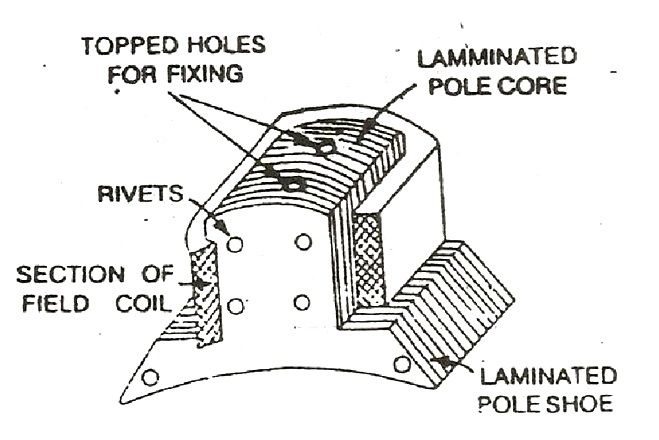 TOPPED HOLES
FOR FIXING
LAMMINATED
POLE CORE
RIVETS
SECTION OF
FIELD COIL
LAMINATED
POLE SHOE